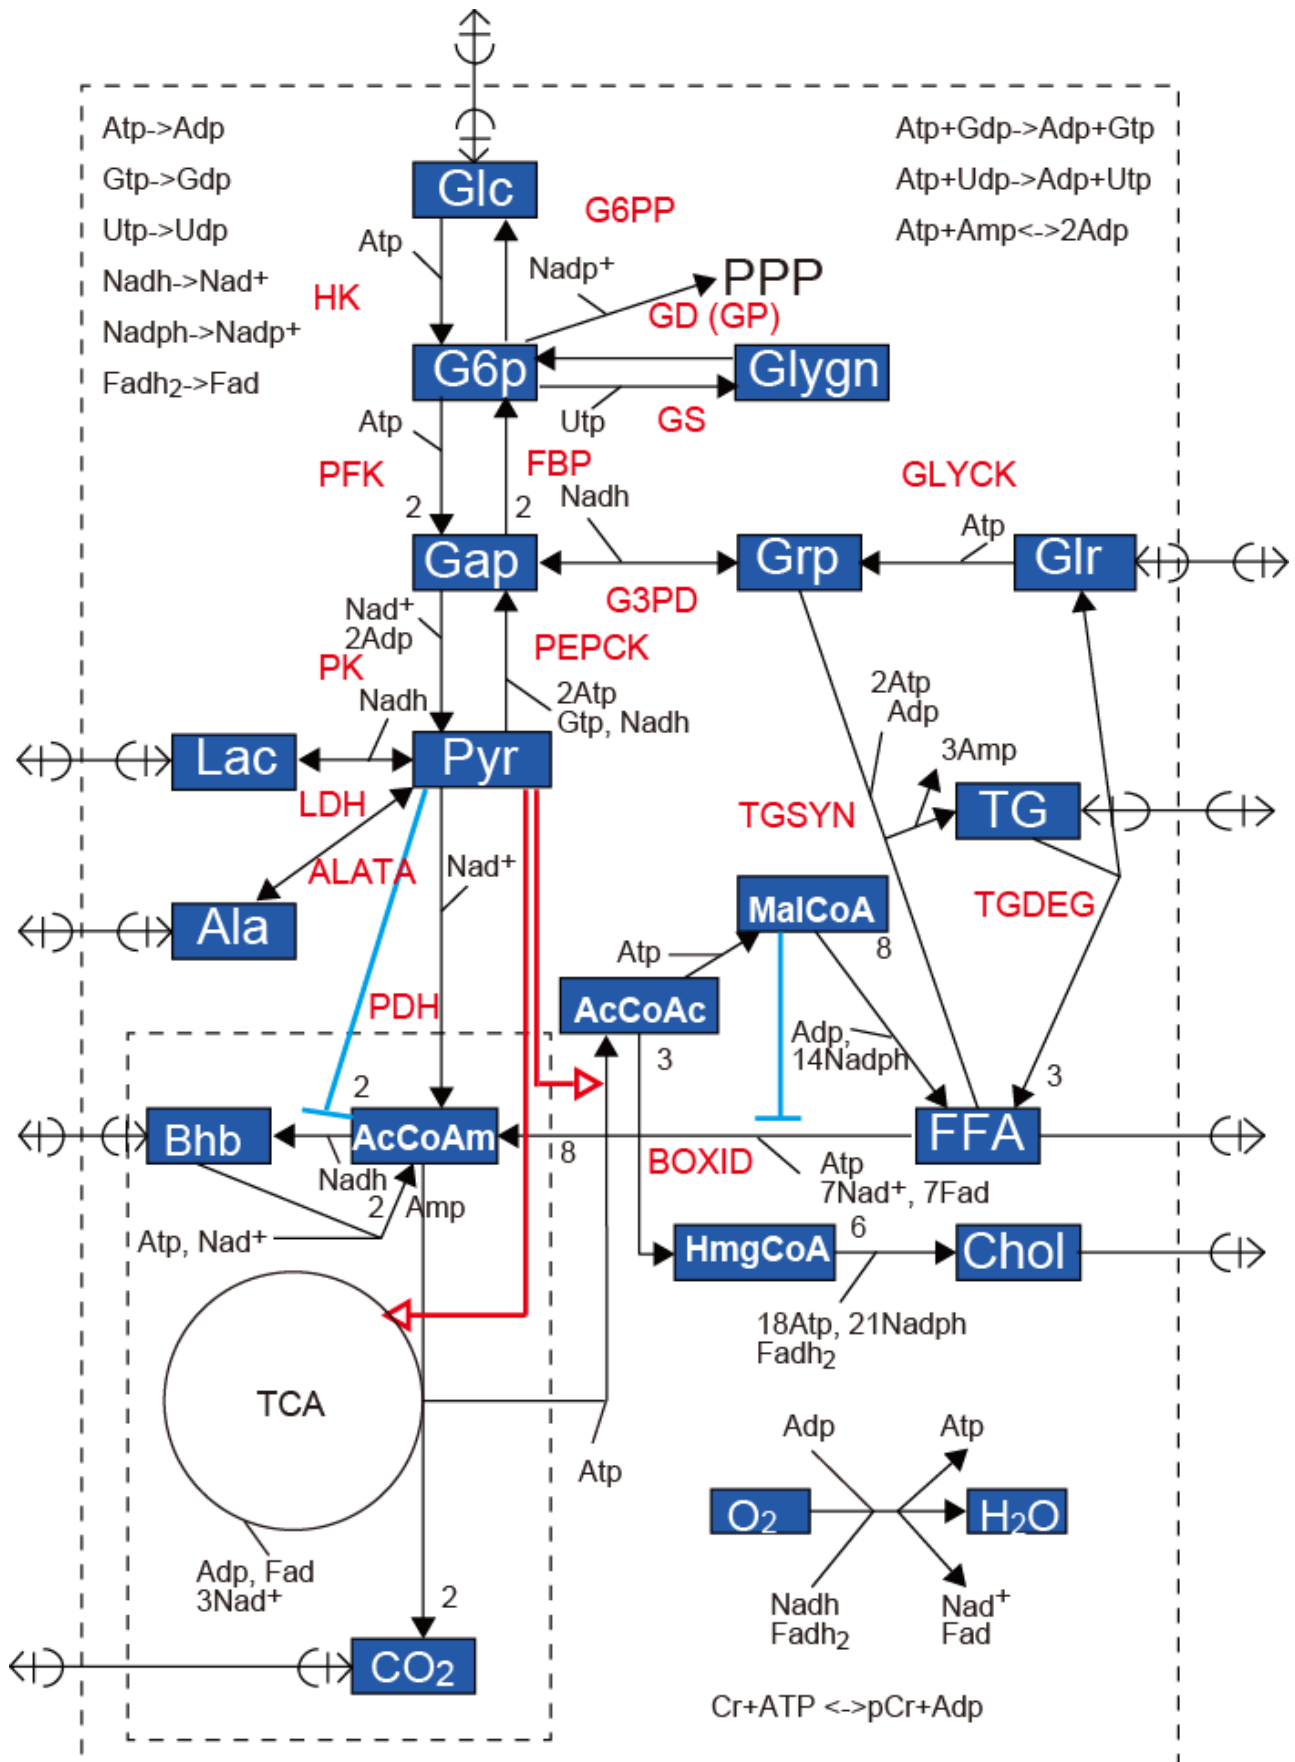 Atp->Adp
Gtp->Gdp
Utp->Udp
Nadh->Nad+
Nadph->Nadp+
Fadh2->Fad
Atp+Gdp->Adp+Gtp
Atp+Udp->Adp+Utp
Atp+Amp<->2Adp
Glc
G6PP
Atp
Nadp+
PPP
HK
GD (GP)
G6p
Glygn
Atp
Utp
GS
PFK
FBP
GLYCK
2
2
Nadh
Atp
Gap
Grp
Glr
G3PD
Nad+
2Adp
PEPCK
PK
Nadh
2Atp
Gtp, Nadh
2Atp
Adp
3Amp
Lac
Pyr
LDH
TGSYN
TG
ALATA
Nad+
TGDEG
Ala
MalCoA
8
Atp
PDH
AcCoAc
3
Adp,
14Nadph
2
3
Bhb
AcCoAm
8
BOXID
FFA
Nadh
2
Amp
Atp
7Nad+, 7Fad
Atp, Nad+
HmgCoA
6
Chol
18Atp, 21Nadph
Fadh2
TCA
Atp
Adp
Atp
O2
H2O
Adp, Fad
3Nad+
2
Nadh
Fadh2
Nad+
Fad
CO2
Cr+ATP <->pCr+Adp